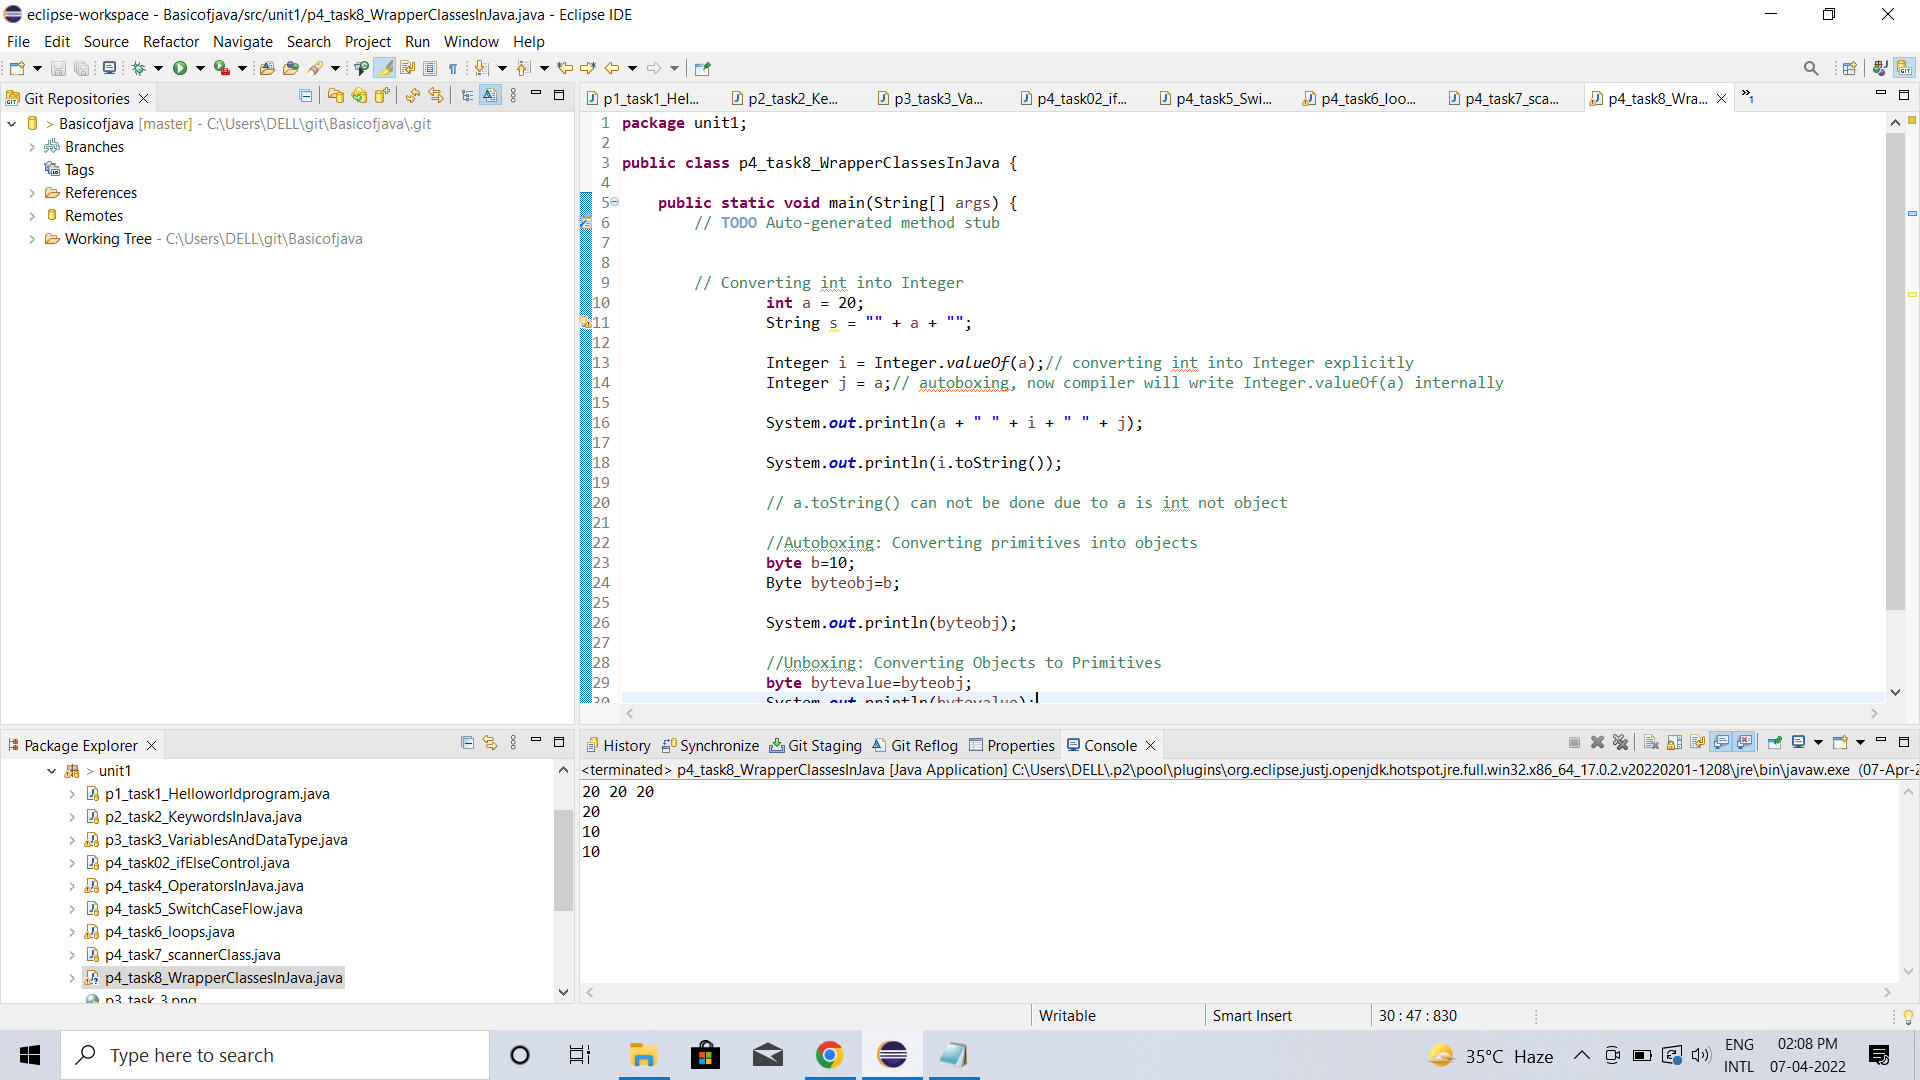 eclipse-workspace - Basicofjava/src/unit1/p4_task8_WrapperClassesInJava.java - Eclipse IDE
File Edit Source Refactor Navigate Search Project Run Window Help
Git Repositories
> Basicofjava [master] - C:\Users\DELL\git\Basicofjava\.git
Branches
Tags
References
Remotes
Working Tree - C:\Users\DELL\git\Basicofjava
p1_task1_Hel... p2_task2_Ke... p3_task3_Va... p4_task02_if... p4_task5_Swi... p4_task6_loo... p4_task7_sca... p4_task8_Wra... »1
1 package unit1;
2
3 public class p4_task8_WrapperClassesInJava {
4
5 public static void main(String[] args) {
6 // TODO Auto-generated method stub
7
8
9 // Converting int into Integer
10 int a = 20;
11 String s = "" + a + "";
12
13 Integer i = Integer.valueOf(a);// converting int into Integer explicitly
14 Integer j = a;// autoboxing, now compiler will write Integer.valueOf(a) internally
15
16 System.out.println(a + " " + i + " " + j);
17
18 System.out.println(i.toString());
19
20 // a.toString() can not be done due to a is int not object
21
22 //Autoboxing: Converting primitives into objects
23 byte b=10;
24 Byte byteobj=b;
25
26 System.out.println(byteobj);
27
28 //Unboxing: Converting Objects to Primitives
29 byte bytevalue=byteobj;
30 System.out.println(bytevalue);
Package Explorer
> unit1
p1_task1_Helloworldprogram.java
p2_task2_KeywordsInJava.java
p3_task3_VariablesAndDataType.java
p4_task02_ifElseControl.java
p4_task4_OperatorsInJava.java
p4_task5_SwitchCaseFlow.java
p4_task6_loops.java
p4_task7_scannerClass.java
p4_task8_WrapperClassesInJava.java
p3_task_3.png
History Synchronize Git Staging Git Reflog Properties Console
<terminated> p4_task8_WrapperClassesInJava [Java Application] C:\Users\DELL\.p2\pool\plugins\org.eclipse.justj.openjdk.hotspot.jre.full.win32.x86_64_17.0.2.v20220201-1208\jre\bin\javaw.exe (07-Apr-2
20 20 20
20
10
10
Writable Smart Insert 30 : 47 : 830
Type here to search
35°C Haze
ENG
INTL
02:08 PM
07-04-2022